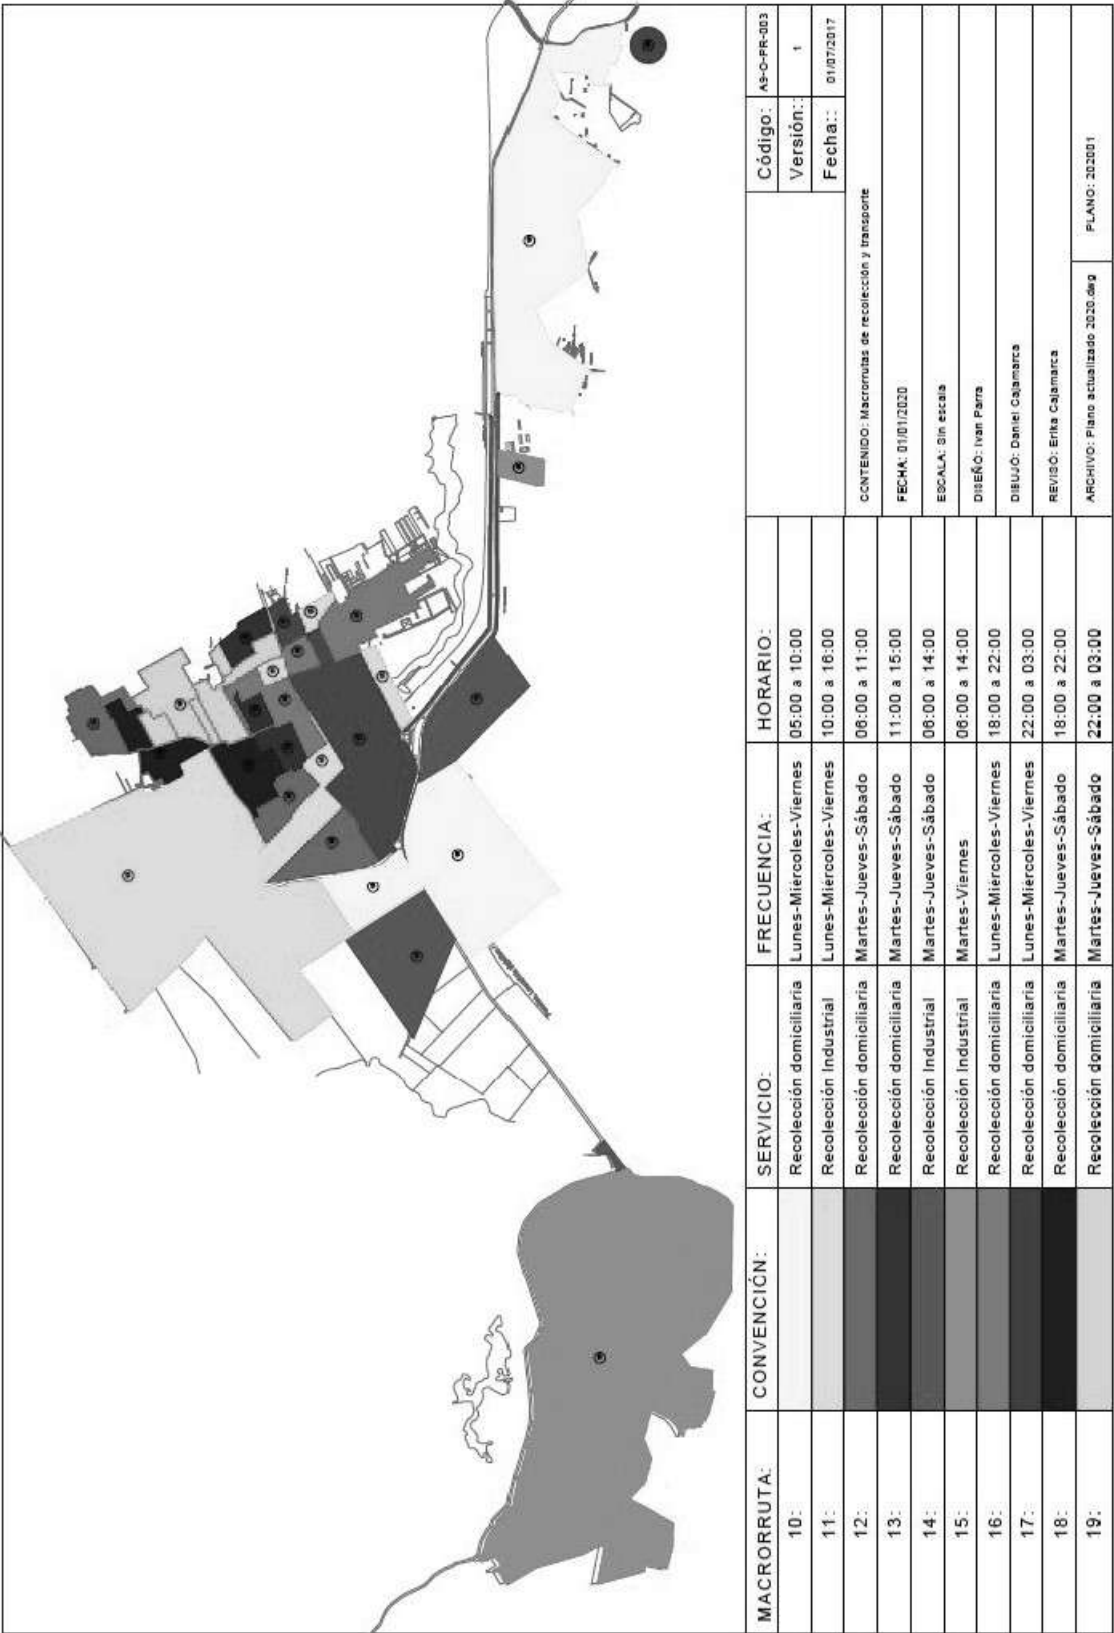 MACRORRUTA: CONVENCIÓN: SERVICIO: FRECUENCIA: HORARIO:
10: Recolección domiciliaria Lunes-Miércoles-Viernes 05:00 a 10:00
11: Recolección Industrial Lunes-Miércoles-Viernes 10:00 a 16:00
12: Recolección domiciliaria Martes-Jueves-Sábado 06:00 a 11:00
13: Recolección domiciliaria Martes-Jueves-Sábado 11:00 a 15:00
14: Recolección Industrial Martes-Jueves-Sábado 06:00 a 14:00
15: Recolección Industrial Martes-Viernes 06:00 a 14:00
16: Recolección domiciliaria Lunes-Miércoles-Viernes 18:00 a 22:00
17: Recolección domiciliaria Lunes-Miércoles-Viernes 22:00 a 03:00
18: Recolección domiciliaria Martes-Jueves-Sábado 18:00 a 22:00
19: Recolección domiciliaria Martes-Jueves-Sábado 22:00 a 03:00
Código: A9-O-PR-003
Versión:: 1
Fecha:: 01/07/2017
CONTENIDO: Macrorrutas de recolección y transporte
FECHA: 01/01/2020
ESCALA: Sin escala
DISEÑO: Ivan Parra
DIBUJÓ: Daniel Cajamarca
REVISÓ: Erika Cajamarca
ARCHIVO: Plano actualizado 2020.dwg PLANO: 202001